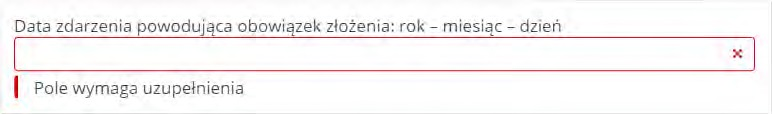 Data zdarzenia powodująca obowiązek złożenia: rok – miesiąc – dzień
Pole wymaga uzupełnienia